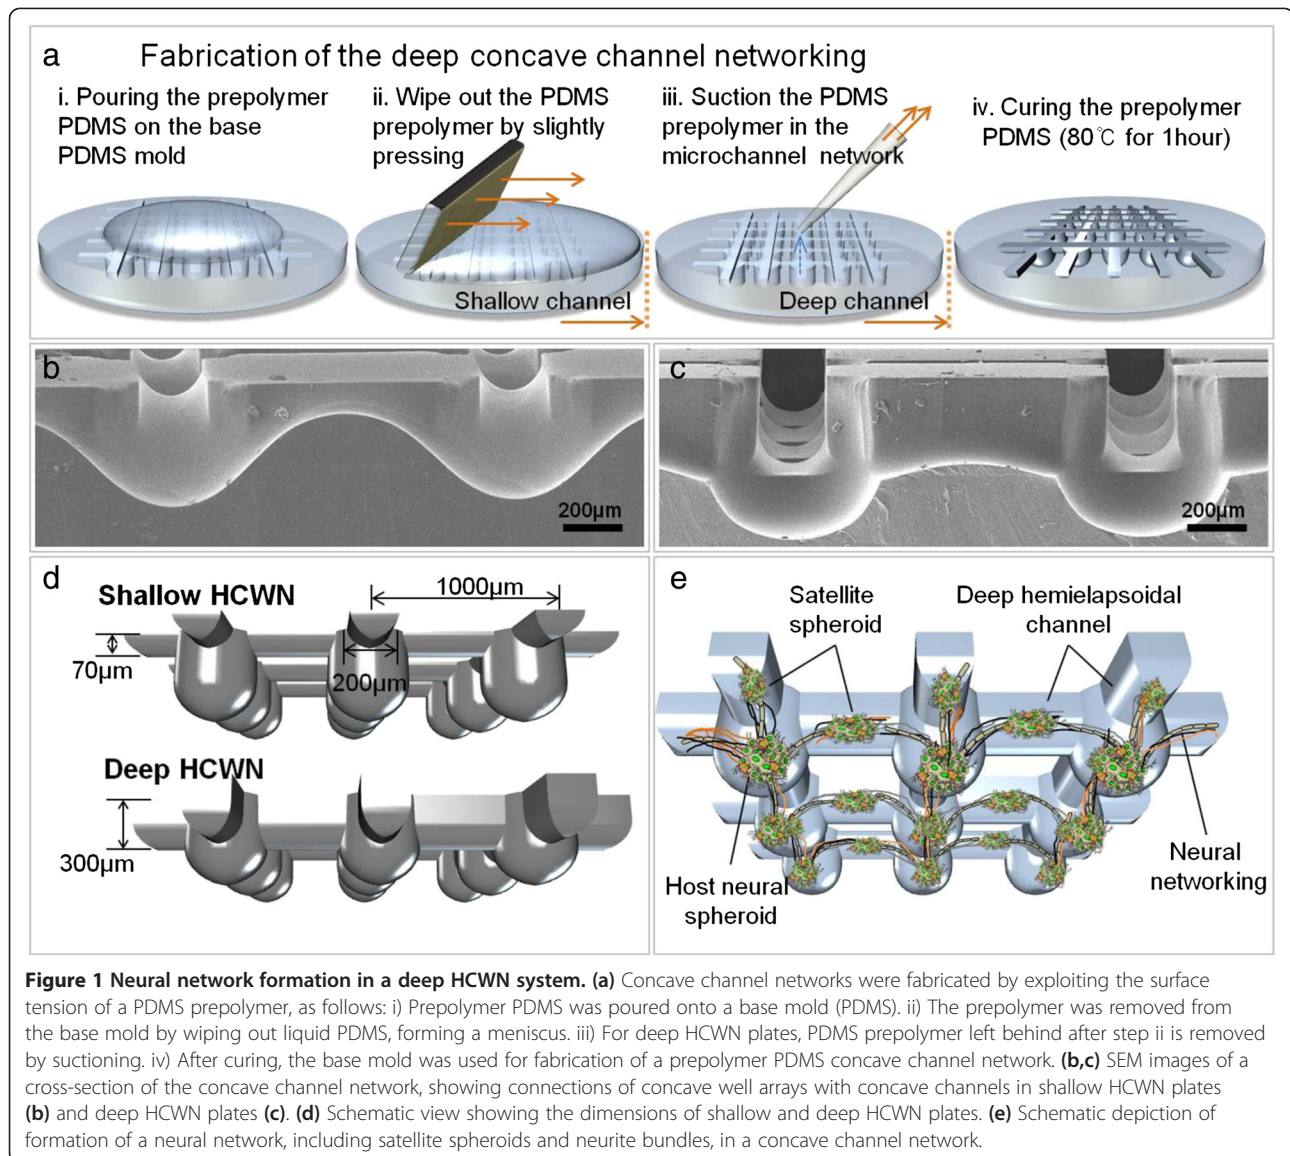 a
Fabrication of the deep concave channel networking
i. Pouring the prepolymer
PDMS on the base
PDMS mold
ii. Wipe out the PDMS
prepolymer by slightly
pressing
iii. Suction the PDMS
prepolymer in the
microchannel network
iv. Curing the prepolymer
PDMS (80℃ for 1hour)
Shallow channel
Deep channel
b
200µm
c
200µm
d
Shallow HCWN
1000µm
70µm
200µm
Deep HCWN
300µm
e
Satellite
spheroid
Deep hemielapsoidal
channel
Host neural
spheroid
Neural
networking
Figure 1 Neural network formation in a deep HCWN system. (a) Concave channel networks were fabricated by exploiting the surface
tension of a PDMS prepolymer, as follows: i) Prepolymer PDMS was poured onto a base mold (PDMS). ii) The prepolymer was removed from
the base mold by wiping out liquid PDMS, forming a meniscus. iii) For deep HCWN plates, PDMS prepolymer left behind after step ii is removed
by suctioning. iv) After curing, the base mold was used for fabrication of a prepolymer PDMS concave channel network. (b,c) SEM images of a
cross-section of the concave channel network, showing connections of concave well arrays with concave channels in shallow HCWN plates
(b) and deep HCWN plates (c). (d) Schematic view showing the dimensions of shallow and deep HCWN plates. (e) Schematic depiction of
formation of a neural network, including satellite spheroids and neurite bundles, in a concave channel network.